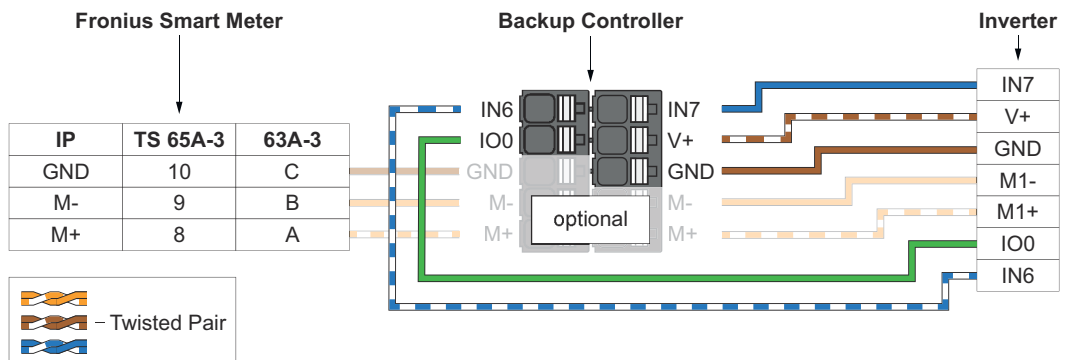 Fronius Smart Meter Backup Controller Inverter
IN6 IN7 IN7
IO0 V+ V+
IP TS 65A-3 63A-3
GND 10 C GND GND GND
M- 9 B M- optional M- M1-
M+ 8 A M+ M+ M1+
IO0
IN6
– Twisted Pair